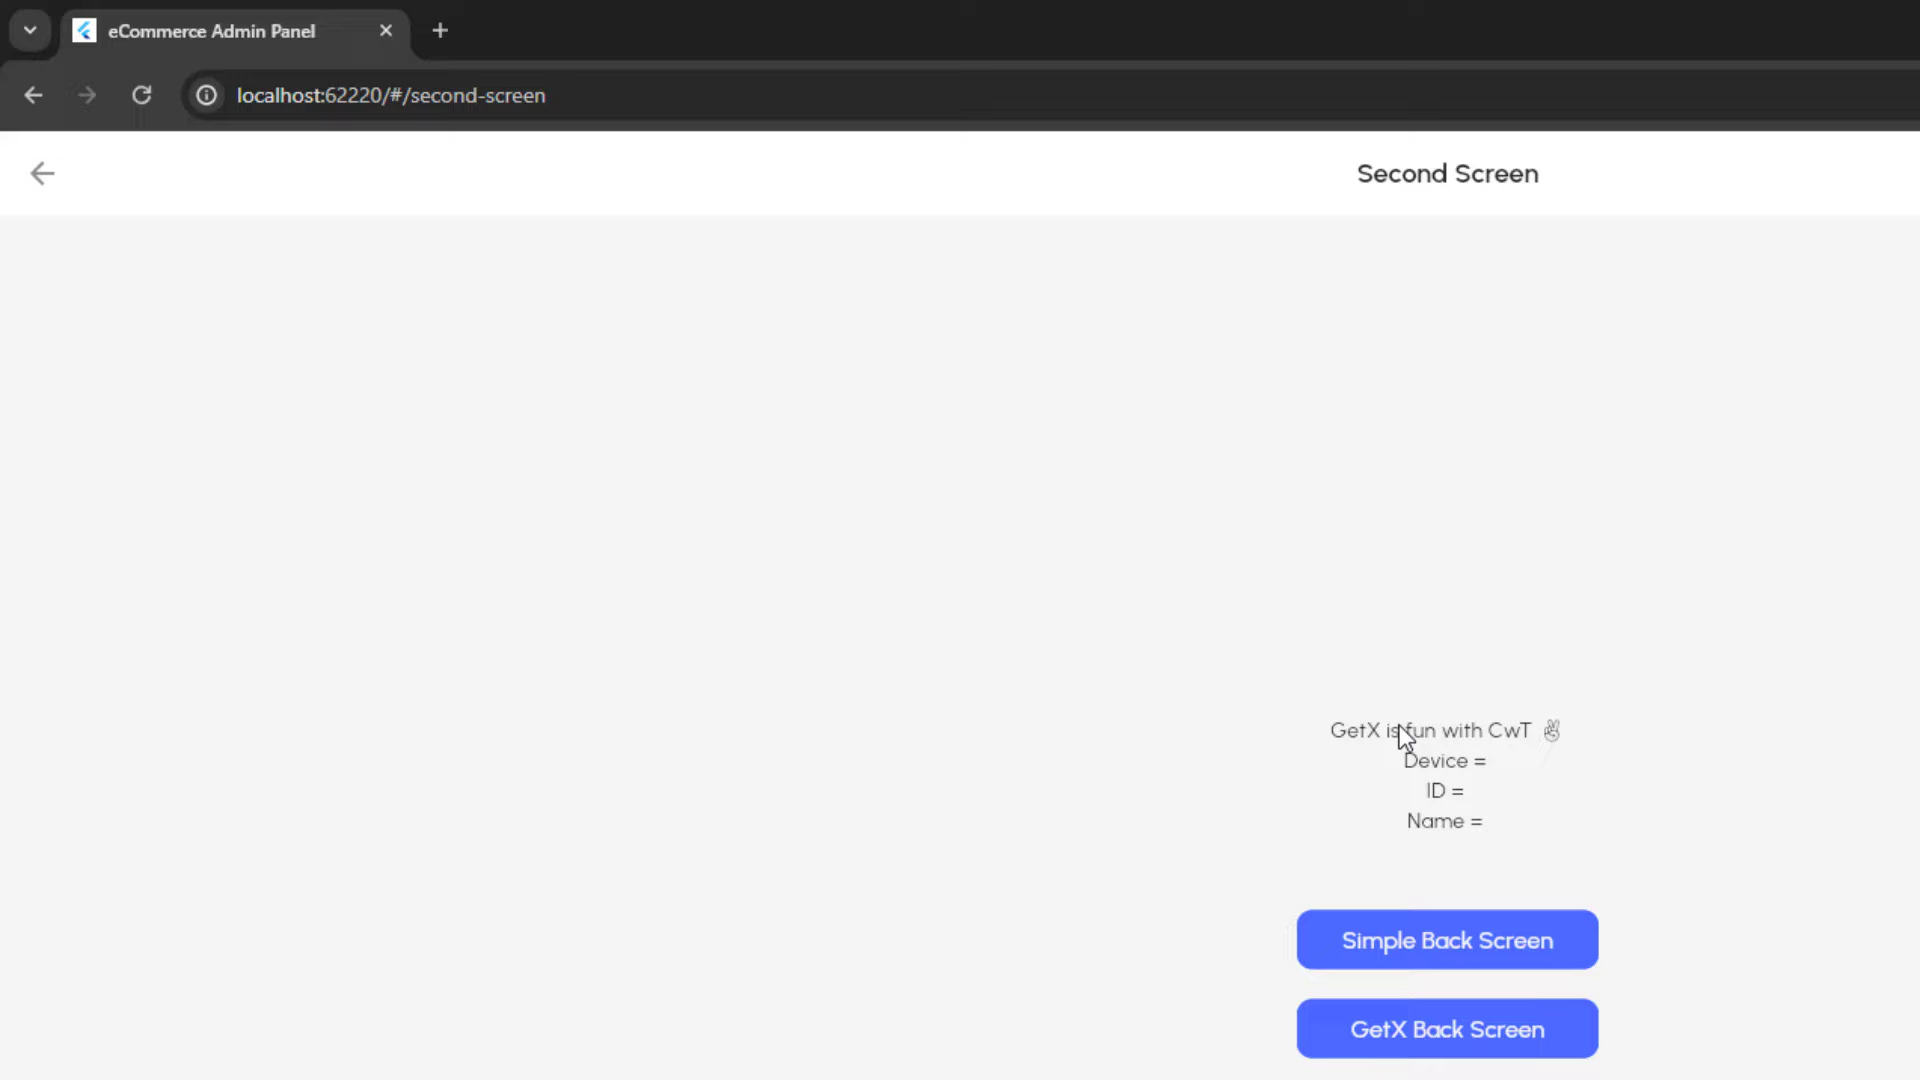 eCommerce Admin Panel
localhost:62220/#/second-screen
Second Screen
GetX is fun with CwT ✌
Device =
ID =
Name =
Simple Back Screen
GetX Back Screen